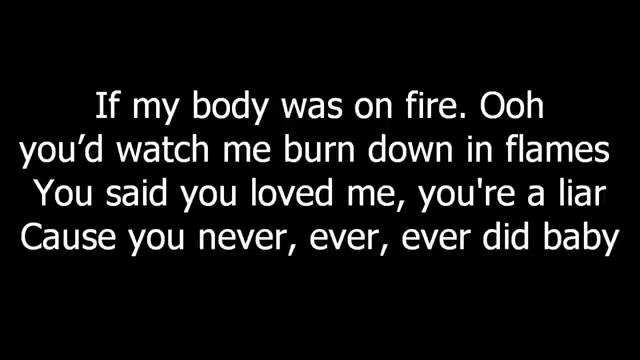 If my body was on fire. Ooh
you’d watch me burn down in flames
You said you loved me, you're a liar
Cause you never, ever, ever did baby